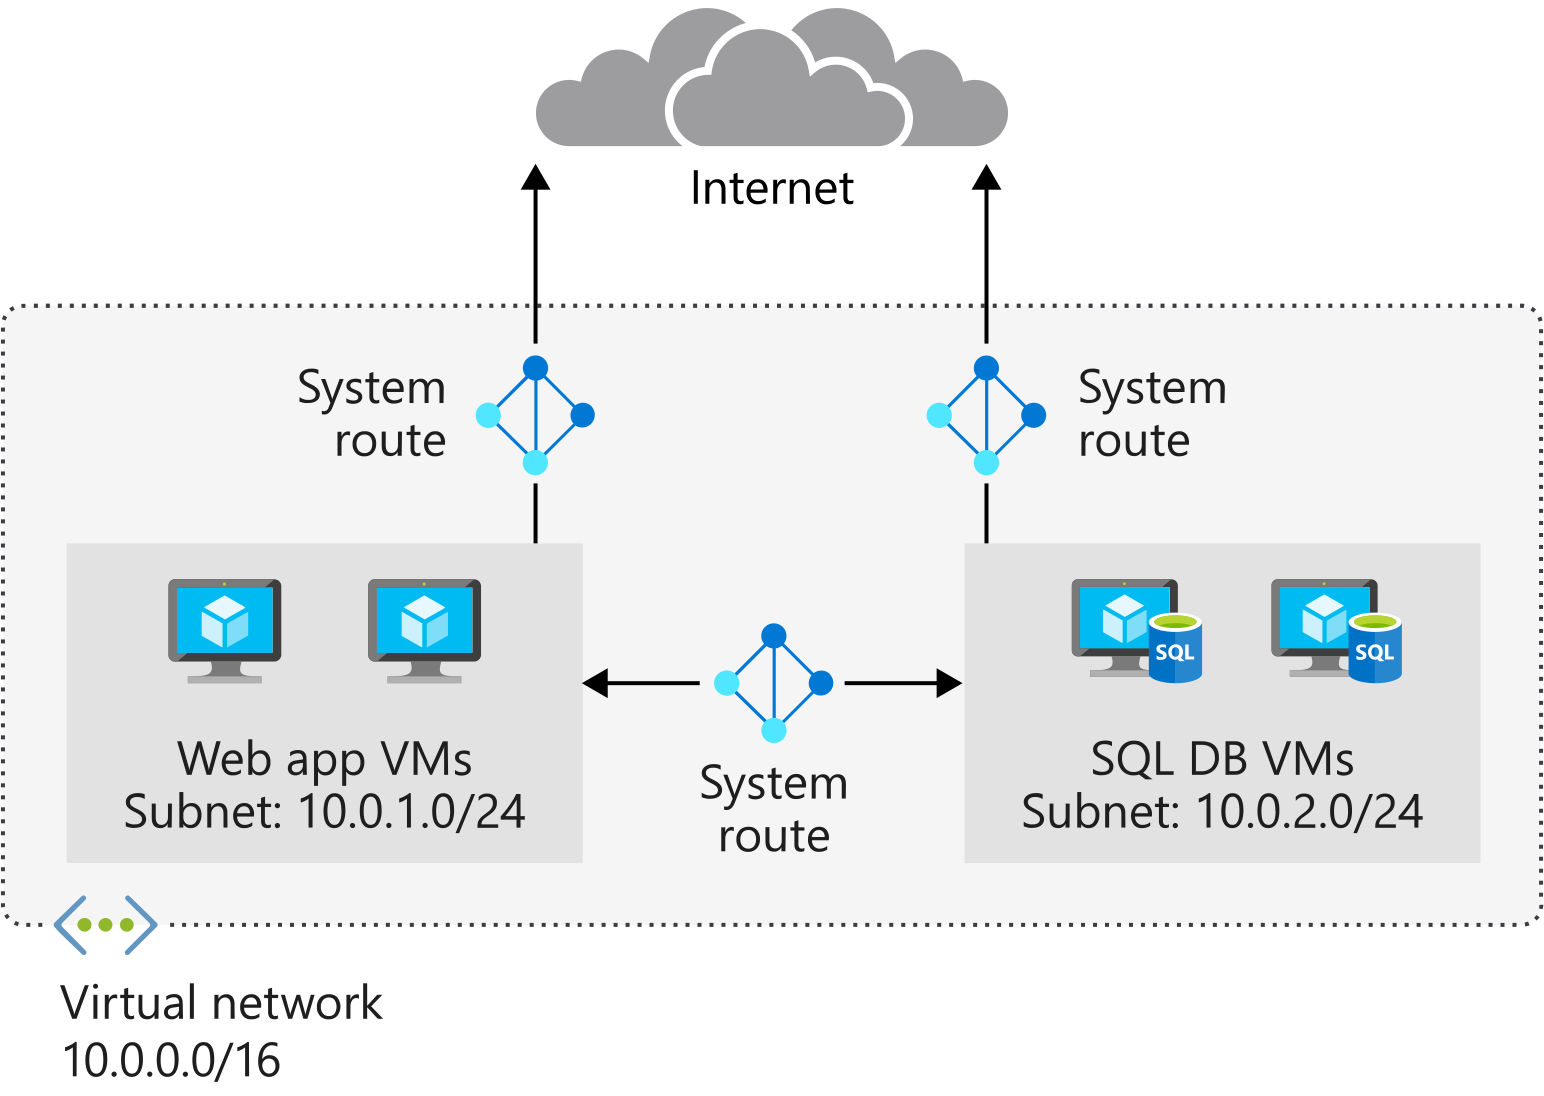 Internet
System
route
System
route
SQL
SQL
Web app VMs
Subnet: 10.0.1.0/24
System
route
SQL DB VMs
Subnet: 10.0.2.0/24
Virtual network
10.0.0.0/16